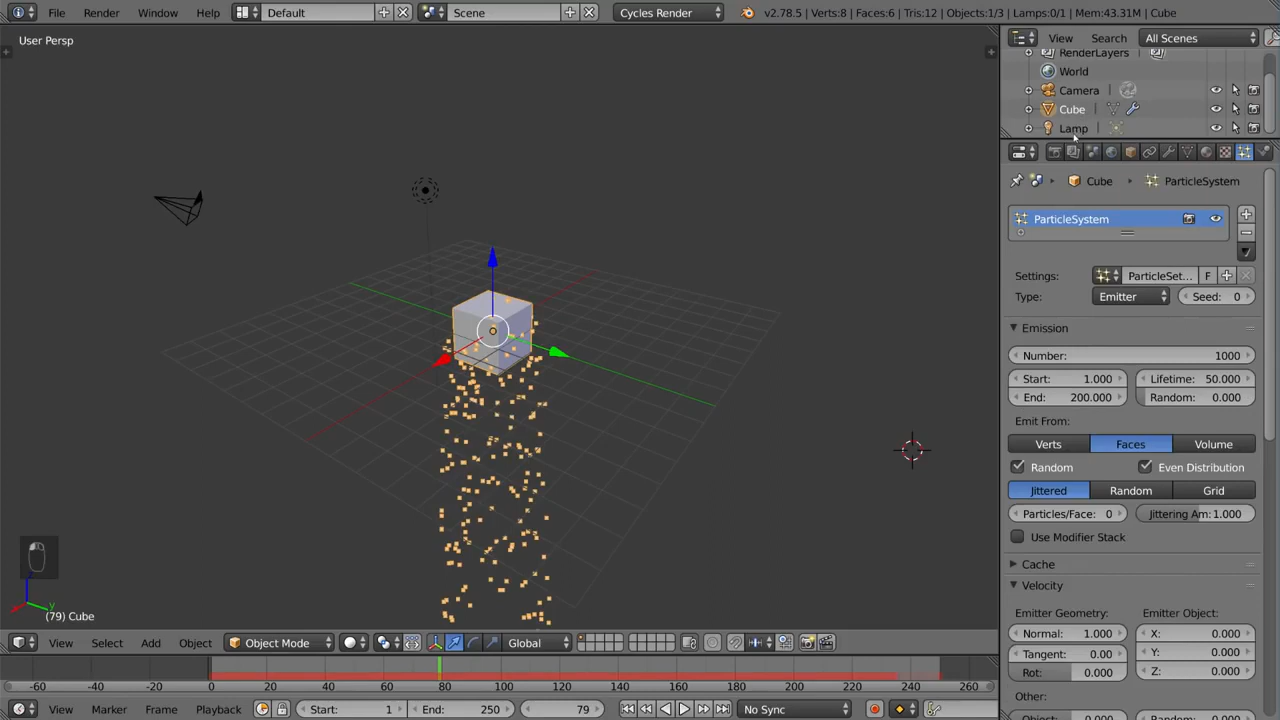 File Render Window Help Default Scene Cycles Render v2.78.5 | Verts:8 | Faces:6 | Tris:12 | Objects:1/3 | Lamps:0/1 | Mem:43.31M | Cube
User Persp
View Search All Scenes
RenderLayers
World
Camera
Cube
Lamp
Cube ParticleSystem
ParticleSystem
Settings: ParticleSet... F
Type: Emitter Seed: 0
Emission
Number: 1000
Start: 1.000 Lifetime: 50.000
End: 200.000 Random: 0.000
Emit From:
Verts Faces Volume
Random Even Distribution
Jittered Random Grid
Particles/Face: 0 Jittering Am: 1.000
Use Modifier Stack
Cache
Velocity
Emitter Geometry: Emitter Object:
Normal: 1.000 X: 0.000
Tangent: 0.00 Y: 0.000
Rot: 0.000 Z: 0.000
Other:
y
(79) Cube
View Select Add Object Object Mode Global
-60 -40 -20 0 20 40 60 80 100 120 140 160 180 200 220 240 260
View Marker Frame Playback Start: 1 End: 250 79 No Sync